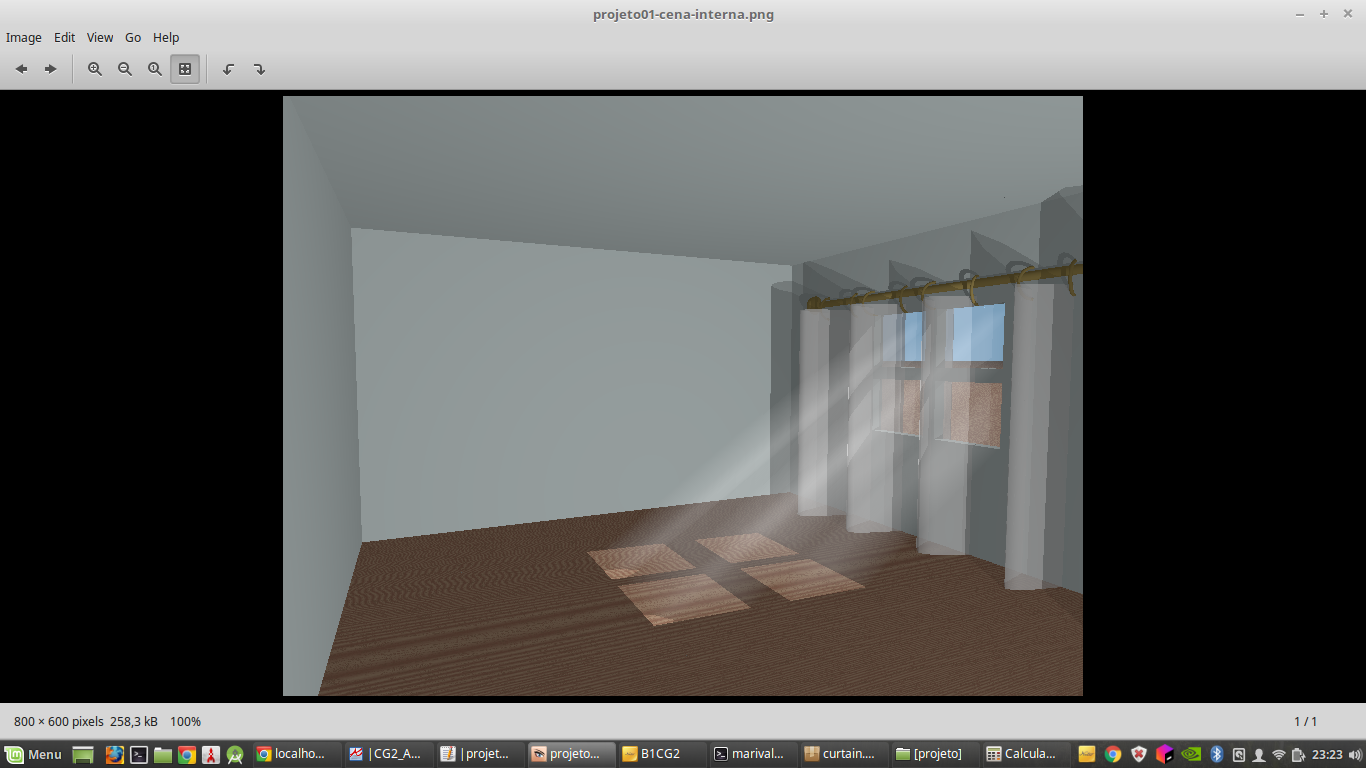 projeto01-cena-interna.png
Image Edit View Go Help
800 × 600 pixels 258,3 kB 100%
1 / 1
Menu
localho...
|CG2_A...
|projet...
projeto...
B1CG2
marival...
curtain....
[projeto]
Calcula...
23:23